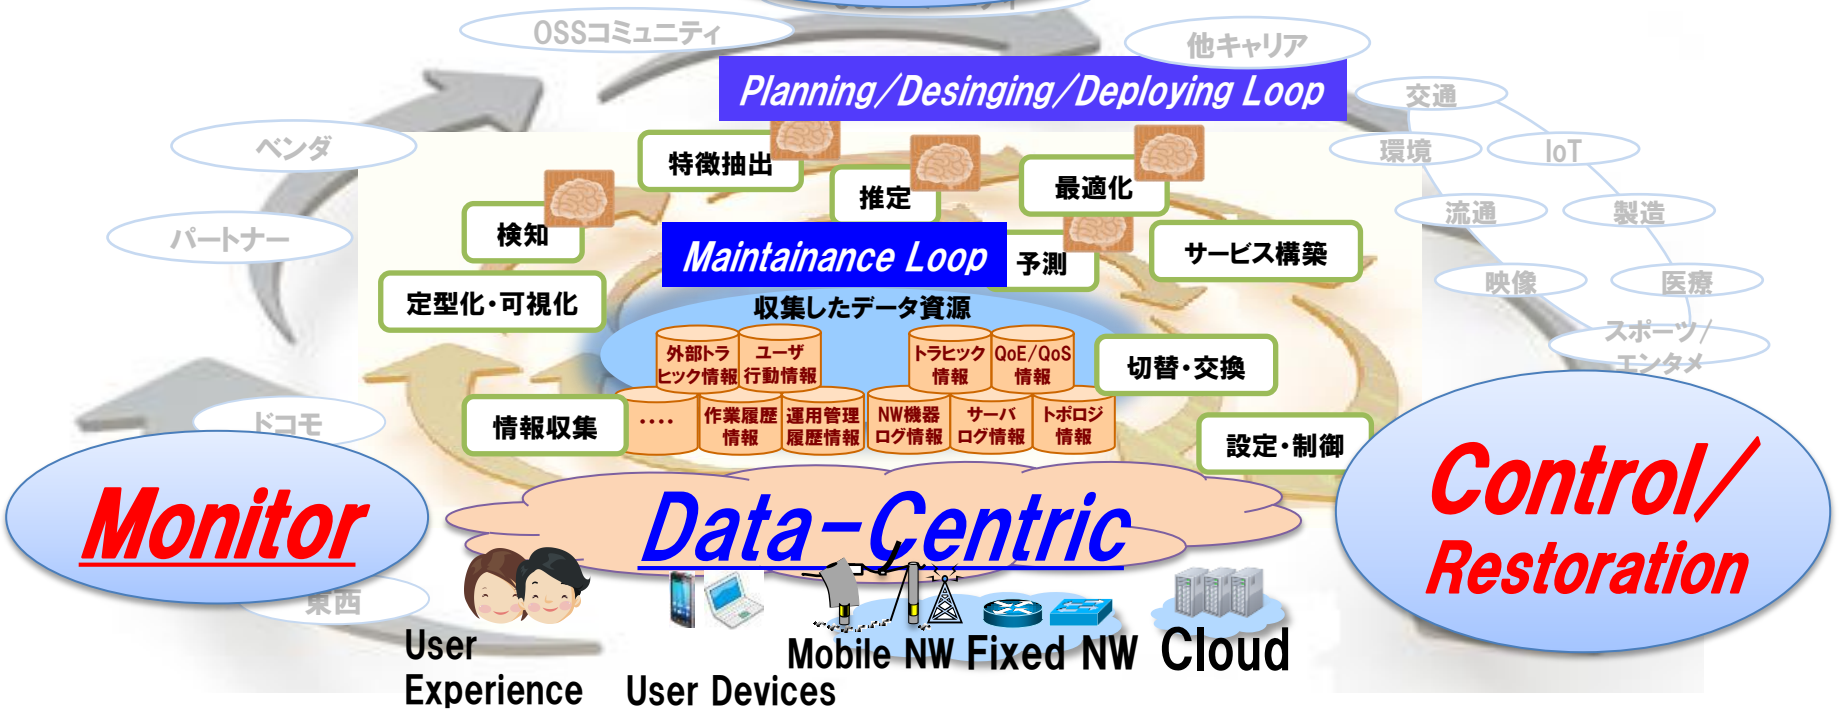 OSSコミュニティ
他キャリア
Planning/Desinging/Deploying Loop
交通
ベンダ
環境
IoT
特徴抽出
推定
最適化
検知
流通
製造
パートナー
Maintainance Loop
予測
サービス構築
定型化・可視化
収集したデータ資源
映像
医療
外部トラ
ヒック情報
ユーザ
行動情報
トラヒック
情報
QoE/QoS
情報
切替・交換
スポーツ/
エンタメ
ドコモ
情報収集
....
作業履歴
情報
運用管理
履歴情報
NW機器
ログ情報
サーバ
ログ情報
トポロジ
情報
設定・制御
Monitor
Data-Centric
Control/
Restoration
東西
User
Experience
User Devices
Mobile NW
Fixed NW
Cloud